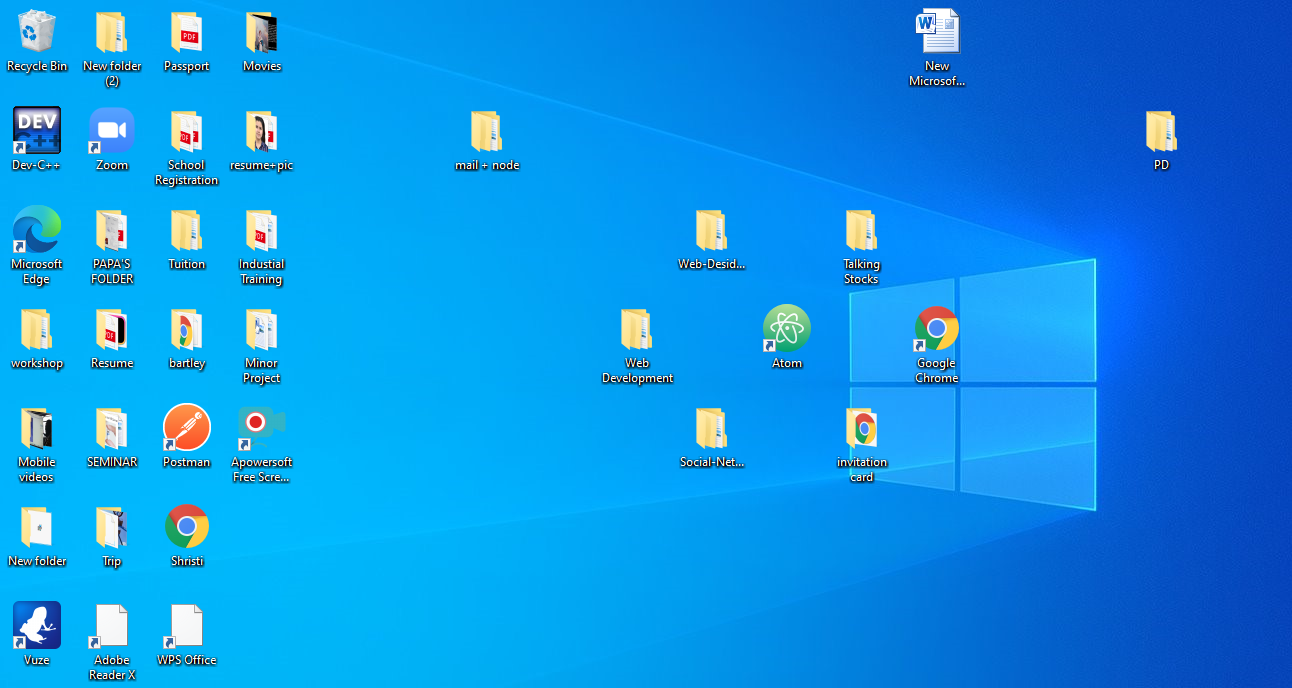 Recycle Bin
New folder
(2)
Passport
Movies
New
Microsof...
Dev-C++
Zoom
School
Registration
resume+pic
mail + node
PD
Microsoft
Edge
PAPA'S
FOLDER
Tuition
Industial
Training
Web-Desid...
Talking
Stocks
workshop
Resume
bartley
Minor
Project
Web
Development
Atom
Google
Chrome
Mobile
videos
SEMINAR
Postman
Apowersoft
Free Scre...
Social-Net...
invitation
card
New folder
Trip
Shristi
Vuze
Adobe
Reader X
WPS Office